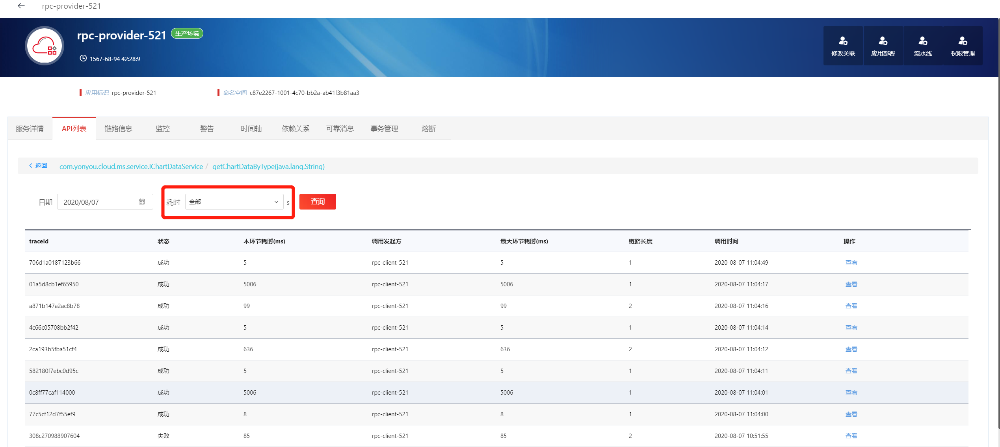 rpc-provider-521
rpc-provider-521 生产环境
1567-68-94 42:28:9
修改关联 应用部署 流水线 权限管理
应用标识 rpc-provider-521 命名空间 c87e2267-1001-4c70-bb2a-ab41f3b81aa3
服务详情 API列表 链路信息 监控 警告 时间轴 依赖关系 可靠消息 事务管理 熔断
返回 com.yonyou.cloud.ms.service.IChartDataService / getChartDataByType(java.lang.String)
日期 2020/08/07 耗时 全部 s 查询
traceId 状态 本环节耗时(ms) 调用发起方 最大环节耗时(ms) 链路长度 调用时间 操作
706d1a0187123b66 成功 5 rpc-client-521 5 1 2020-08-07 11:04:49 查看
01a5d8cb1ef65950 成功 5006 rpc-client-521 5006 1 2020-08-07 11:04:17 查看
a871b147a2ac8b78 成功 99 rpc-client-521 99 2 2020-08-07 11:04:16 查看
4c66c05708bb2f42 成功 5 rpc-client-521 5 1 2020-08-07 11:04:14 查看
2ca193b5fba51cf4 成功 636 rpc-client-521 636 2 2020-08-07 11:04:12 查看
582180f7ebc0d95c 成功 5 rpc-client-521 5 1 2020-08-07 11:04:11 查看
0c8ff77caf114000 成功 5006 rpc-client-521 5006 1 2020-08-07 11:04:01 查看
77c5cf12d7f55ef9 成功 8 rpc-client-521 8 1 2020-08-07 11:04:00 查看
308c270988907604 失败 85 rpc-client-521 85 2 2020-08-07 10:51:55 查看